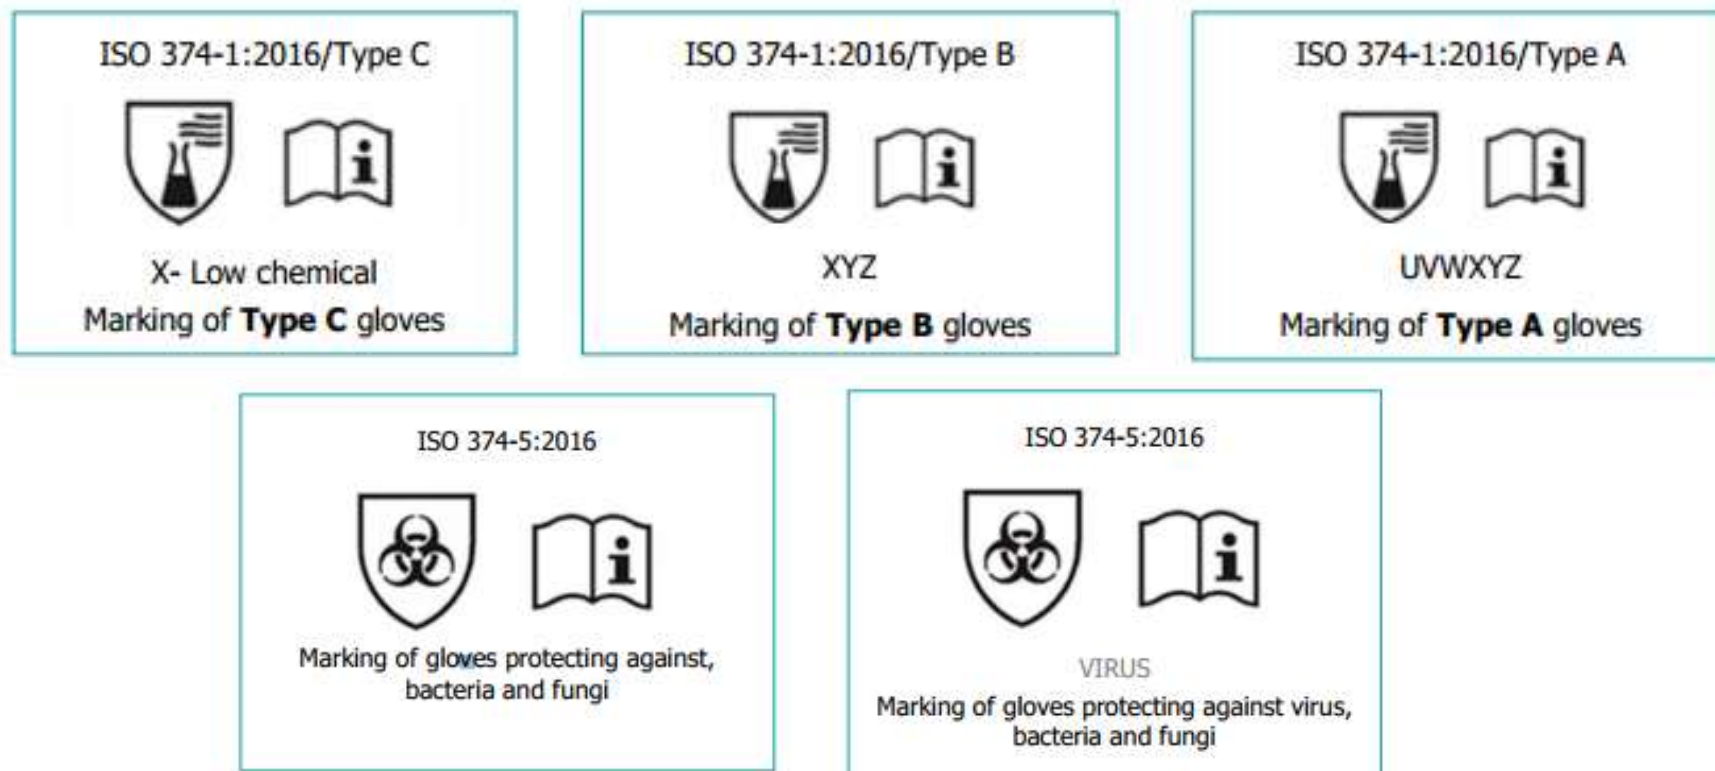 ISO 374-1:2016/Type C
X- Low chemical
Marking of Type C gloves
ISO 374-1:2016/Type B
XYZ
Marking of Type B gloves
ISO 374-1:2016/Type A
UVWXYZ
Marking of Type A gloves
ISO 374-5:2016
Marking of gloves protecting against,
bacteria and fungi
ISO 374-5:2016
VIRUS
Marking of gloves protecting against virus,
bacteria and fungi